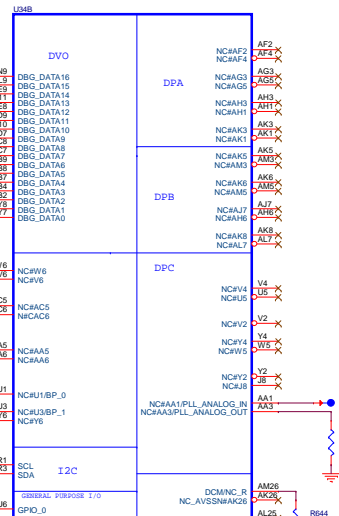 U34B
DVO
DBG_DATA16
DBG_DATA15
DBG_DATA14
DBG_DATA13
DBG_DATA12
DBG_DATA11
DBG_DATA10
DBG_DATA9
DBG_DATA8
DBG_DATA7
DBG_DATA6
DBG_DATA5
DBG_DATA4
DBG_DATA3
DBG_DATA2
DBG_DATA1
DBG_DATA0
NC#W6
NC#V6
NC#AC5
N#CAC6
NC#AA5
NC#AA6
NC#U1/BP_0
NC#U3/BP_1
NC#Y6
I2C
SCL
SDA
GENERAL PURPOSE I/O
GPIO_0
DPA
NC#AF2 AF2
NC#AF4 AF4
NC#AG3 AG3
NC#AG5 AG5
NC#AH3 AH3
NC#AH1 AH1
NC#AK3 AK3
NC#AK1 AK1
DPB
NC#AK5 AK5
NC#AM3 AM3
NC#AK6 AK6
NC#AM5 AM5
NC#AJ7 AJ7
NC#AH6 AH6
NC#AK8 AK8
NC#AL7 AL7
DPC
NC#V4 V4
NC#U5 U5
NC#V2 V2
NC#Y4 Y4
NC#W5 W5
NC#Y2 Y2
NC#J8 J8
NC#AA1/PLL_ANALOG_IN AA1
NC#AA3/PLL_ANALOG_OUT AA3
DCM/NC_R AM26
NC_AVSSN#AK26 AK26
AL25
R644